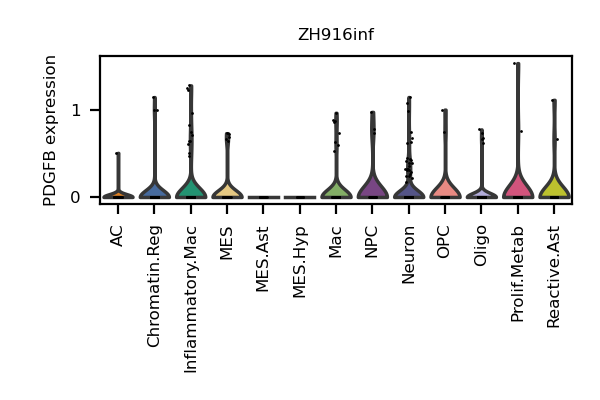 ZH916inf
PDGFB expression
1
0
AC
Chromatin.Reg
Inflammatory.Mac
MES
MES.Ast
MES.Hyp
Mac
NPC
Neuron
OPC
Oligo
Prolif.Metab
Reactive.Ast